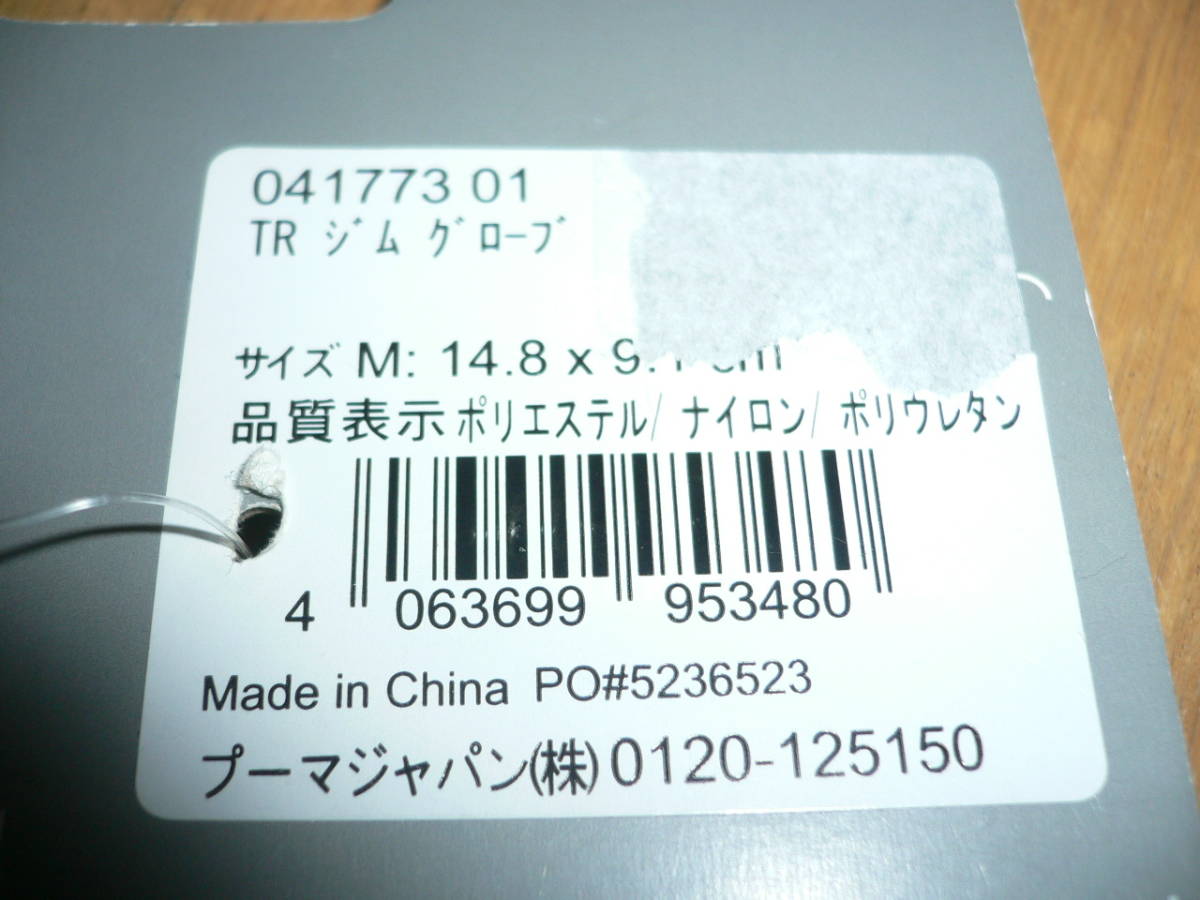 041773 01
TR ジム グローブ
サイズ M: 14.8 x
品質表示 ポリエステル/ ナイロン/ ポリウレタン
4 063699 953480
Made in China PO#5236523
プーマジャパン(株) 0120-125150